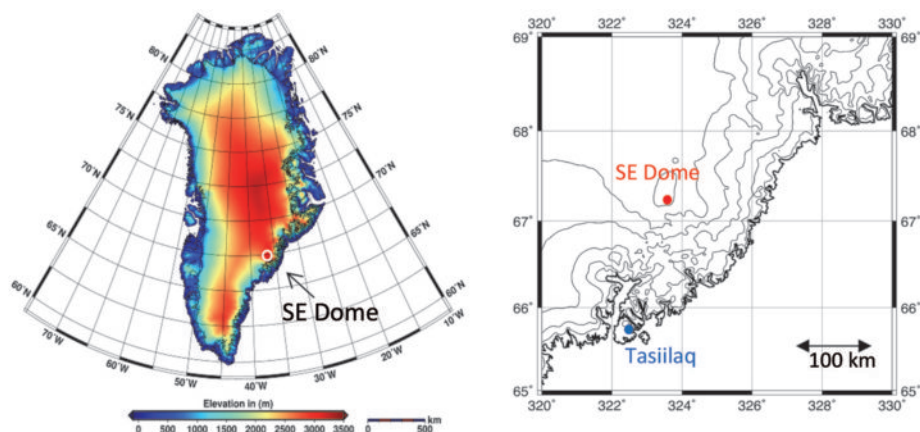 80°N
80°N
75°N
75°N
70°N
70°N
65°N
65°N
60°N
60°N
70°W
60°W
50°W
40°W
30°W
20°W
10°W
SE Dome
Elevation in (m)
0 500 1000 1500 2000 2500 3000 3500
km
0 500
320 322 324 326 328 330
69° 69°
68° 68°
SE Dome
67° 67°
66° 66°
Tasiilaq
100 km
65° 65°
320 322 324 326 328 330